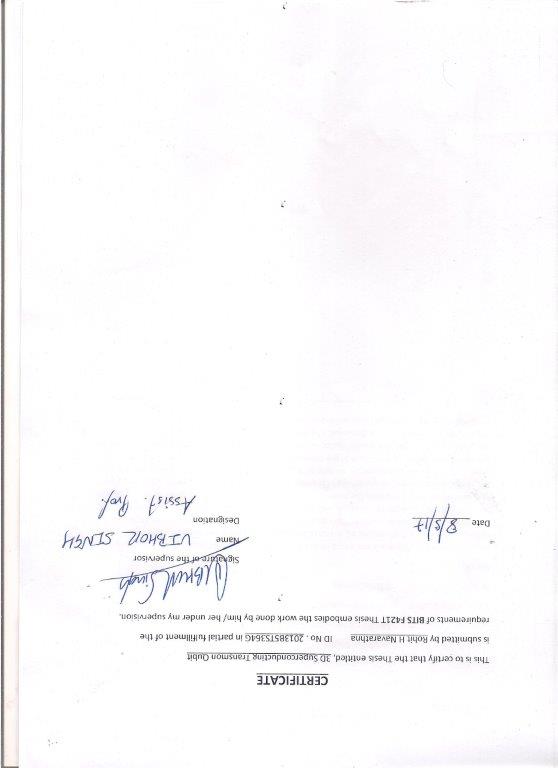 CERTIFICATE
This is to certify that the Thesis entitled, 3D Superconducting Transmon Qubit
is submitted by Rohit H Navarathna ID No . 2013B5TS364G in partial fulfillment of the
requirements of BITS F421T Thesis embodies the work done by him/ her under my supervision.
Vibhor Singh
Signature of the supervisor
Name VIBHOR SINGH
Date 8/5/17
Designation
Assist. Prof.